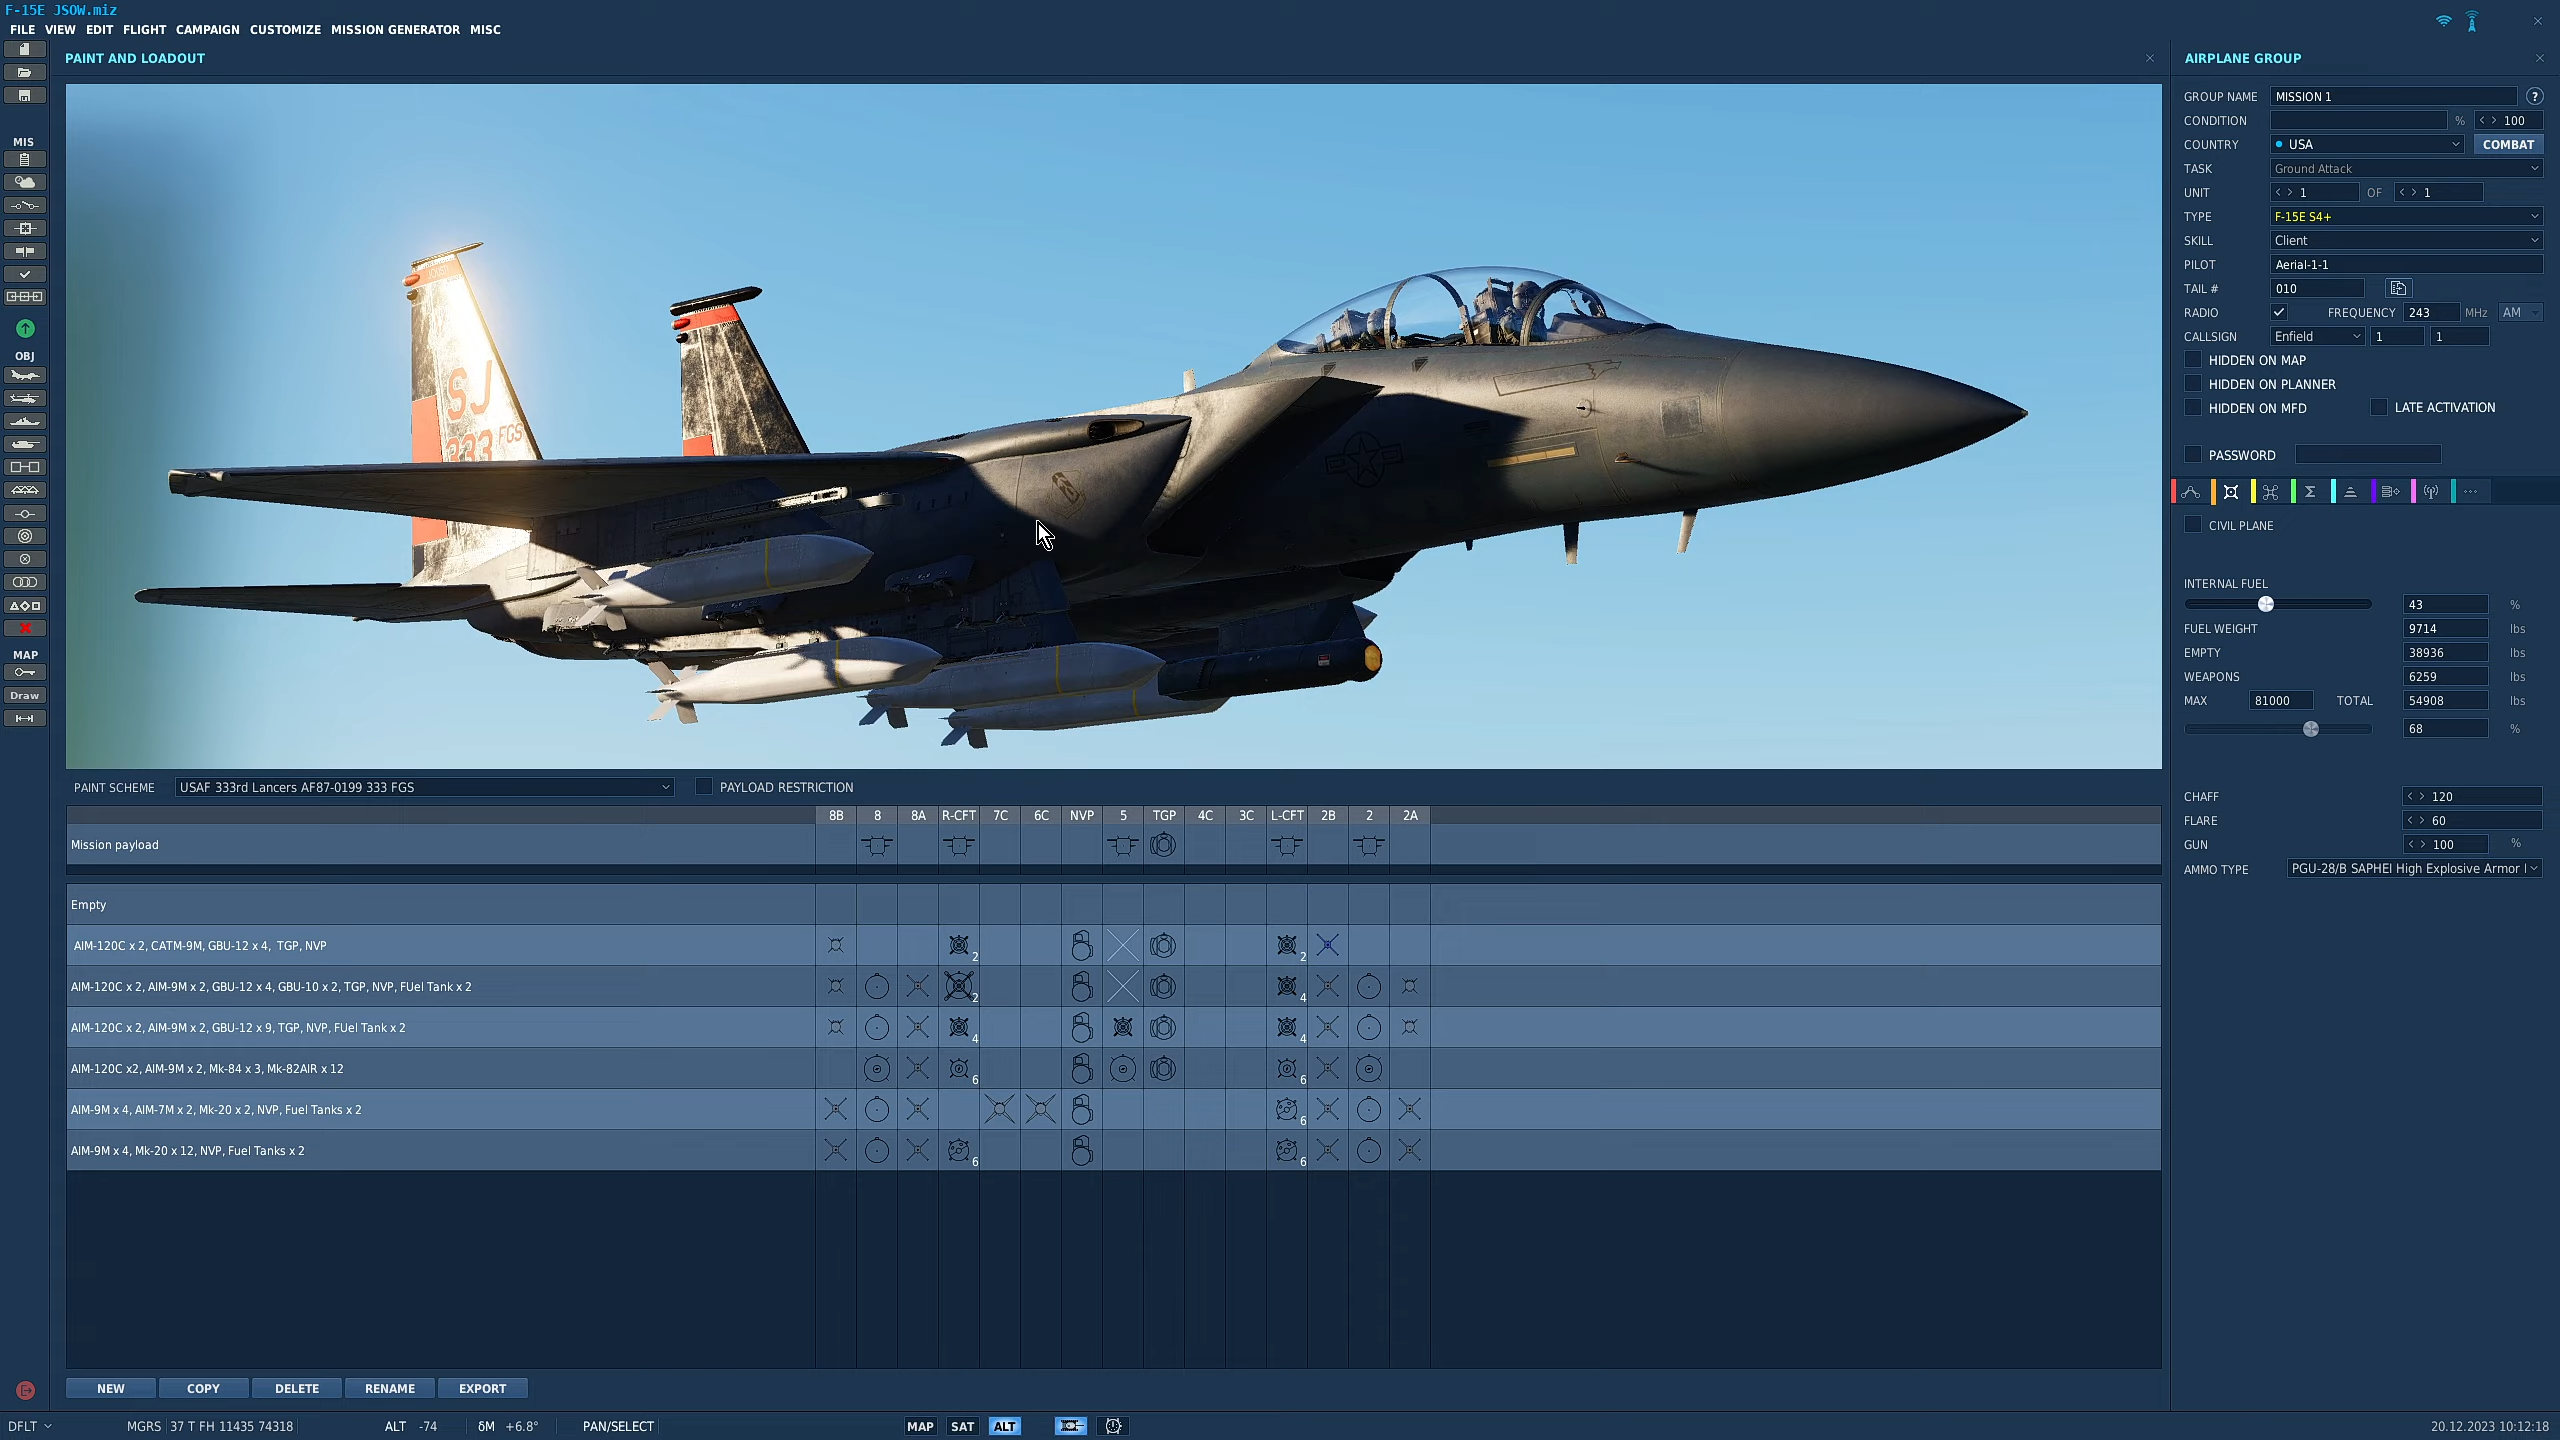 F-15E JSOW.miz
FILE VIEW EDIT FLIGHT CAMPAIGN CUSTOMIZE MISSION GENERATOR MISC
PAINT AND LOADOUT
AIRPLANE GROUP
GROUP NAME MISSION 1 ?
CONDITION % < > 100
COUNTRY USA COMBAT
TASK Ground Attack
UNIT < > 1 OF < > 1
TYPE F-15E S4+
SKILL Client
PILOT Aerial-1-1
TAIL # 010
RADIO FREQUENCY 243 MHz AM
CALLSIGN Enfield 1 1
HIDDEN ON MAP
HIDDEN ON PLANNER
HIDDEN ON MFD LATE ACTIVATION
PASSWORD
CIVIL PLANE
INTERNAL FUEL
43 %
FUEL WEIGHT 9714 lbs
EMPTY 38936 lbs
WEAPONS 6259 lbs
MAX 81000 TOTAL 54908 lbs
68 %
CHAFF < > 120
FLARE < > 60
GUN < > 100 %
AMMO TYPE PGU-28/B SAPHEI High Explosive Armor
MIS
OBJ
MAP
Draw
SJ
333 FGS
PAINT SCHEME USAF 333rd Lancers AF87-0199 333 FGS PAYLOAD RESTRICTION
8B 8 8A R-CFT 7C 6C NVP 5 TGP 4C 3C L-CFT 2B 2 2A
Mission payload
Empty
AIM-120C x 2, CATM-9M, GBU-12 x 4, TGP, NVP 2 2
AIM-120C x 2, AIM-9M x 2, GBU-12 x 4, GBU-10 x 2, TGP, NVP, FUel Tank x 2 2 4
AIM-120C x 2, AIM-9M x 2, GBU-12 x 9, TGP, NVP, FUel Tank x 2 4 4
AIM-120C x2, AIM-9M x 2, Mk-84 x 3, Mk-82AIR x 12 6 6
AIM-9M x 4, AIM-7M x 2, Mk-20 x 2, NVP, Fuel Tanks x 2 6
AIM-9M x 4, Mk-20 x 12, NVP, Fuel Tanks x 2 6 6
NEW COPY DELETE RENAME EXPORT
DFLT MGRS 37 T FH 11435 74318 ALT -74 δM +6.8° PAN/SELECT MAP SAT ALT 20.12.2023 10:12:18